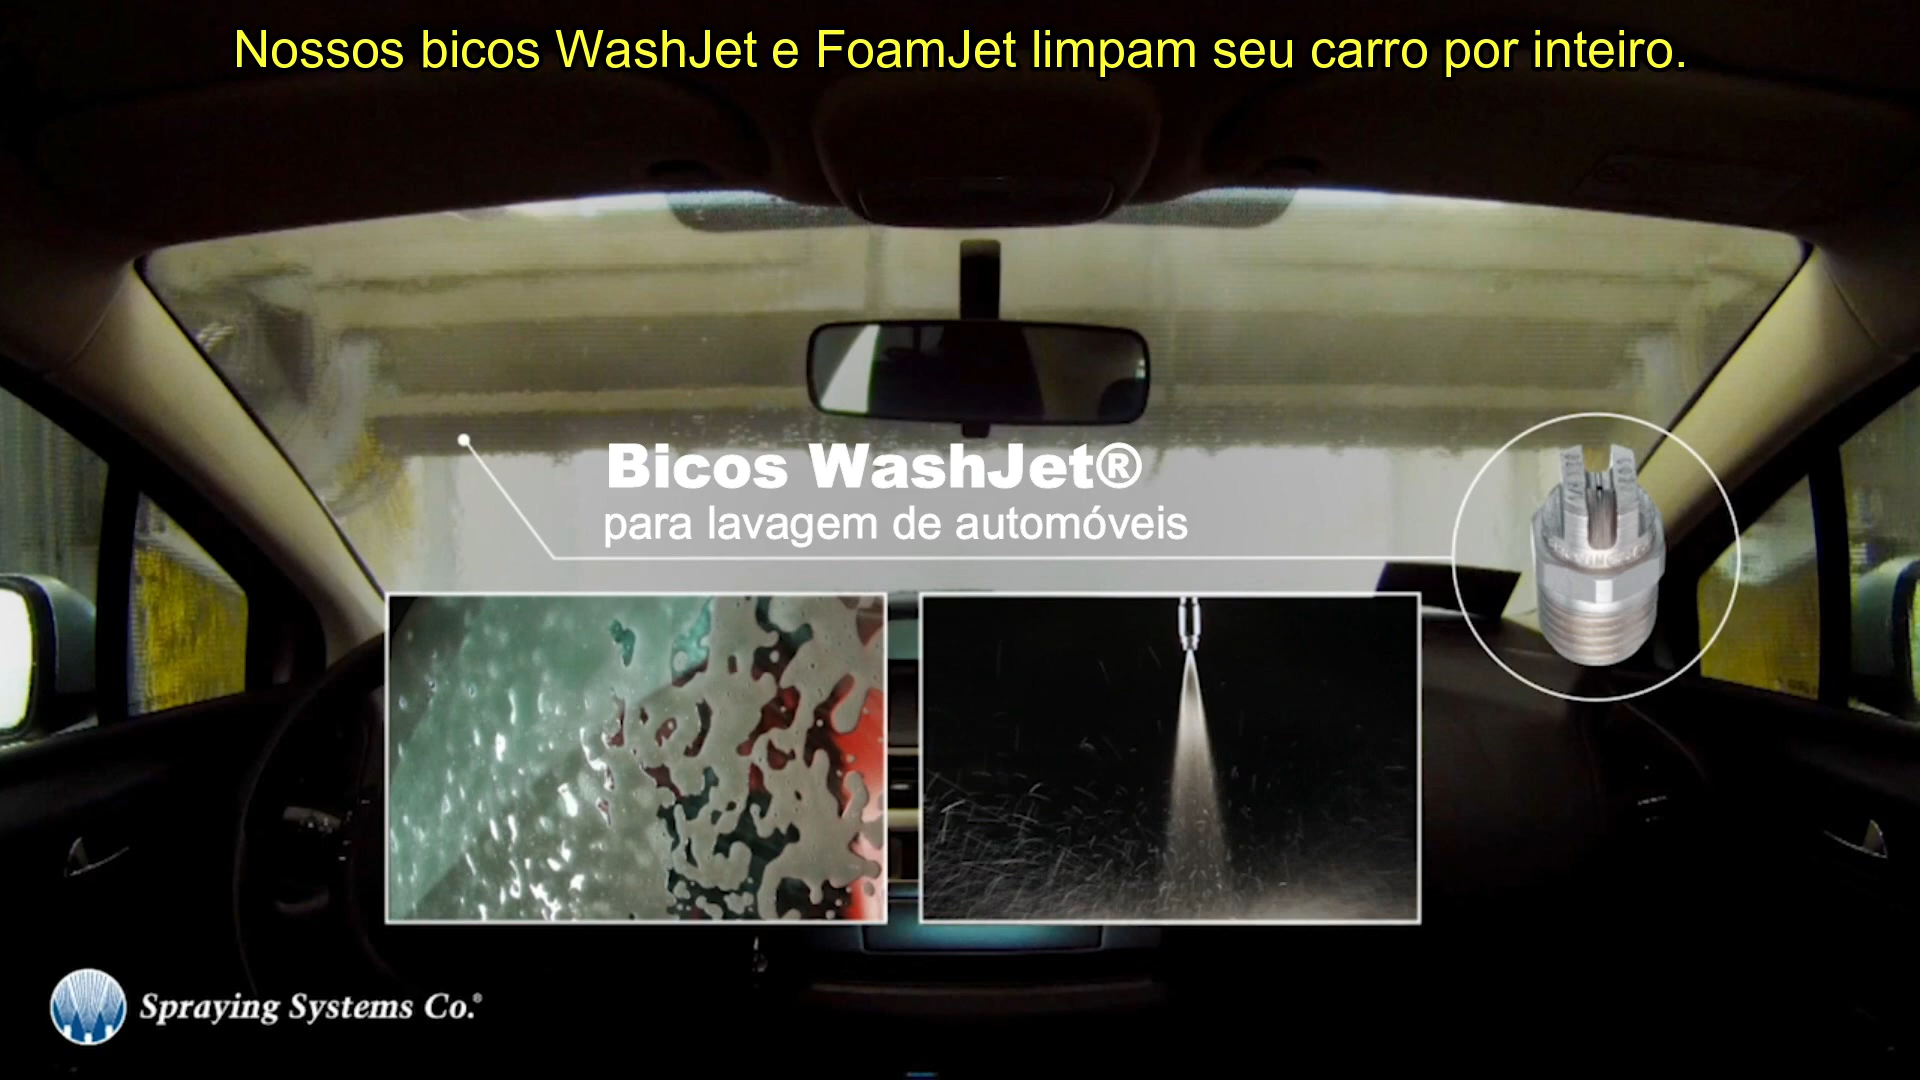 Nossos bicos WashJet e FoamJet limpam seu carro por inteiro.
Bicos WashJet®
para lavagem de automóveis
Spraying Systems Co.®